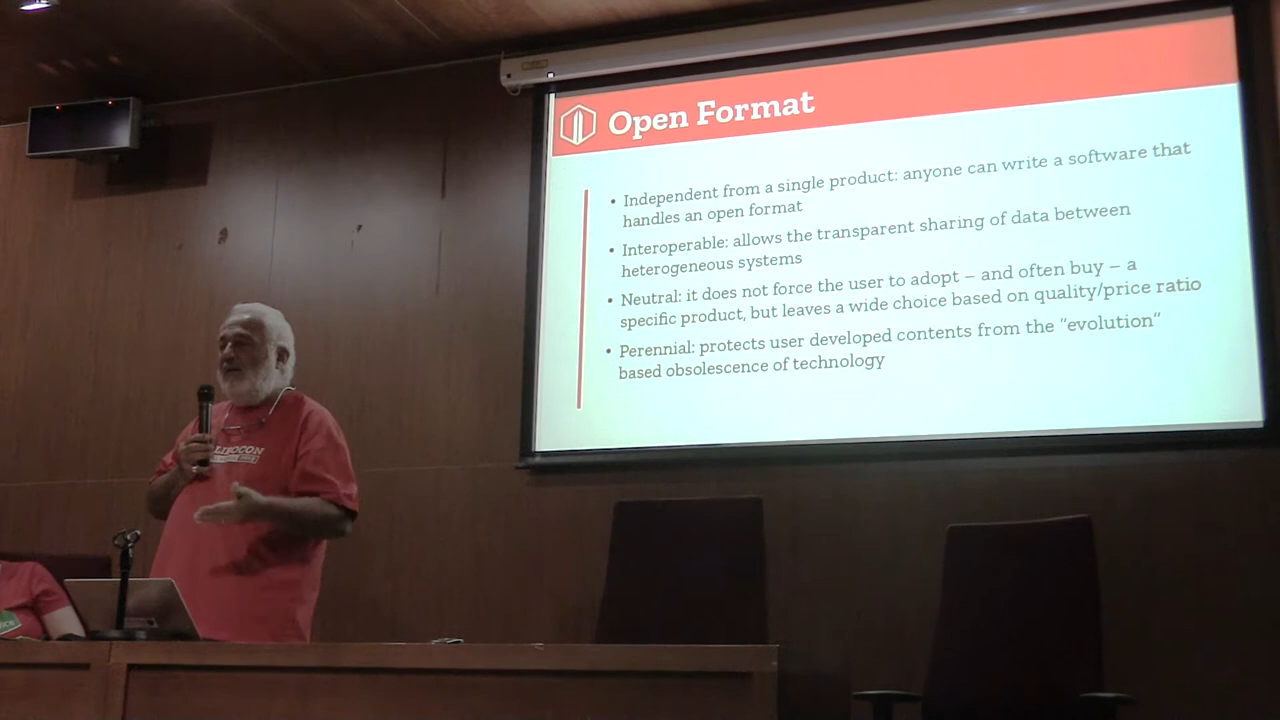 Open Format
• Independent from a single product: anyone can write a software that
handles an open format
• Interoperable: allows the transparent sharing of data between
heterogeneous systems
• Neutral: it does not force the user to adopt – and often buy – a
specific product, but leaves a wide choice based on quality/price ratio
• Perennial: protects user developed contents from the “evolution”
based obsolescence of technology
LIBOCON